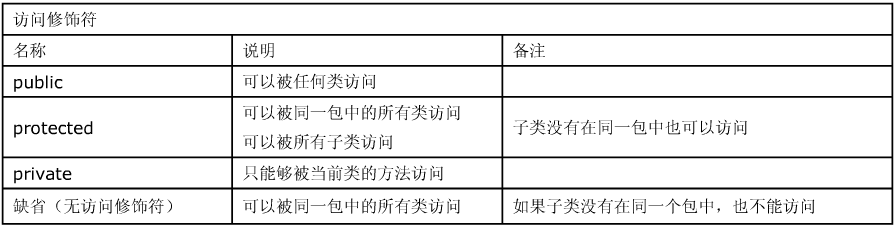 访问修饰符
名称 说明 备注
public 可以被任何类访问
可以被同一包中的所有类访问
protected 可以被所有子类访问 子类没有在同一包中也可以访问
private 只能够被当前类的方法访问
缺省（无访问修饰符） 可以被同一包中的所有类访问 如果子类没有在同一个包中，也不能访问